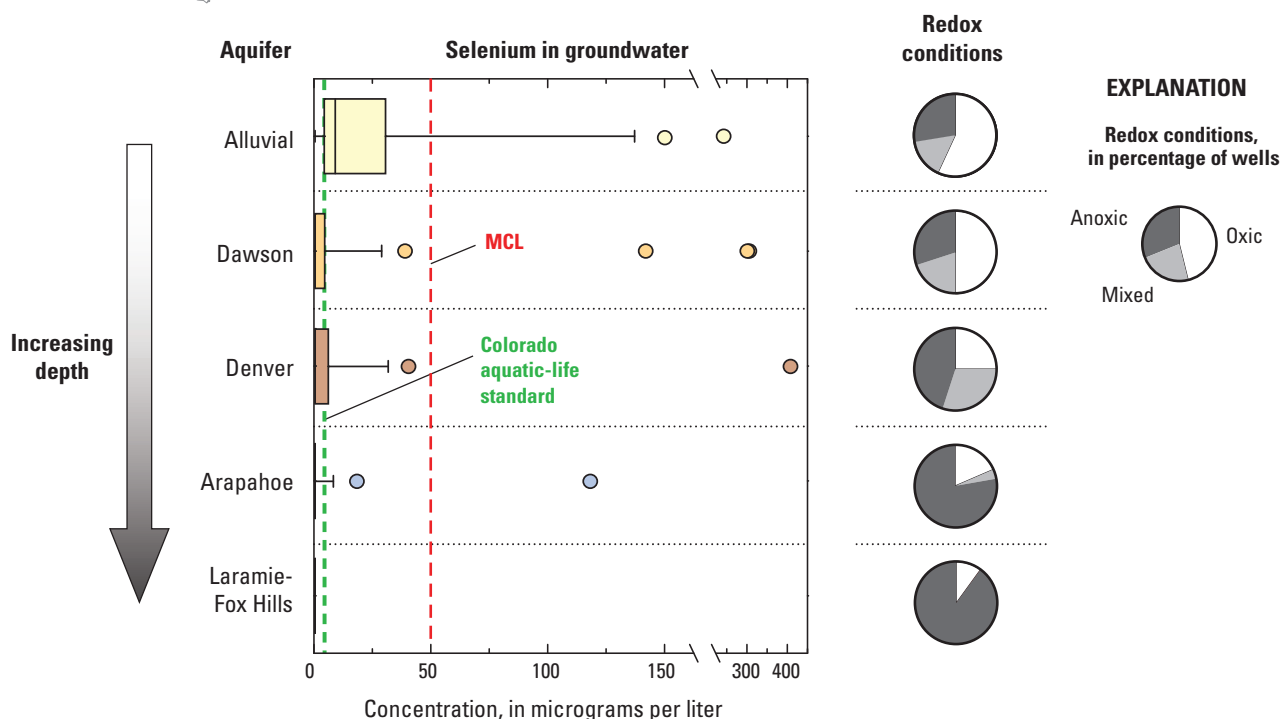 Aquifer
Selenium in groundwater
Redox
conditions
EXPLANATION
Redox conditions,
in percentage of wells
Anoxic
Oxic
Mixed
Increasing
depth
Alluvial
Dawson
Denver
Arapahoe
Laramie-
Fox Hills
MCL
Colorado
aquatic-life
standard
0
50
100
150
300
400
Concentration, in micrograms per liter